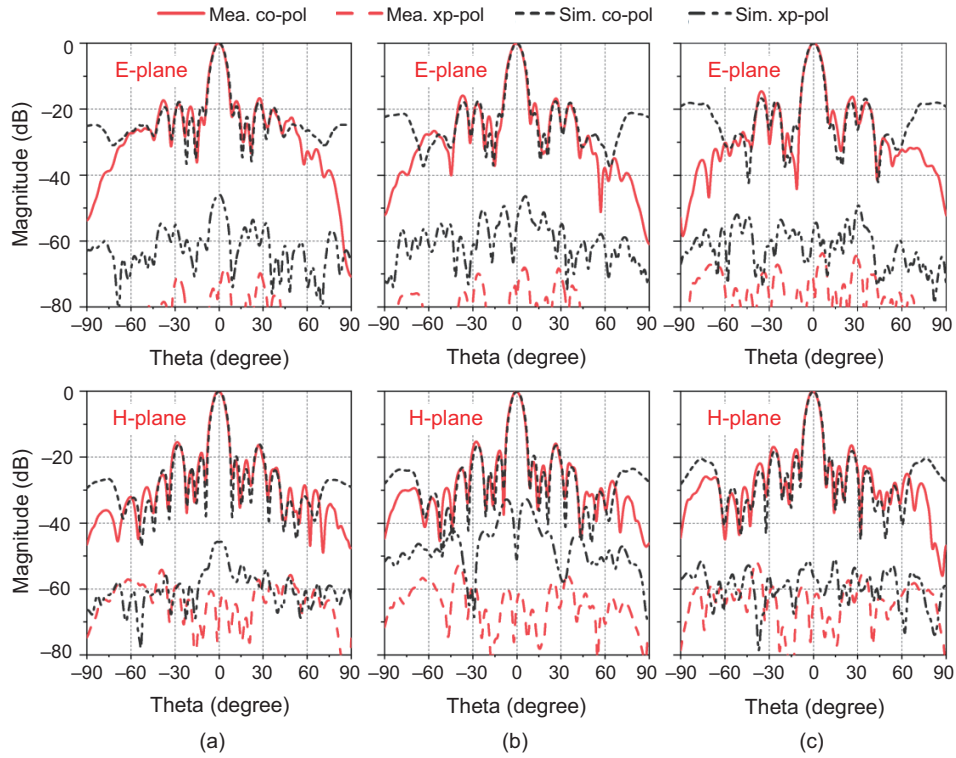 Mea. co-pol Mea. xp-pol Sim. co-pol Sim. xp-pol
0
−20
−40
−60
−80
Magnitude (dB)
E-plane
−90 −60 −30 0 30 60 90
Theta (degree)
E-plane
−90 −60 −30 0 30 60 90
Theta (degree)
E-plane
−90 −60 −30 0 30 60 90
Theta (degree)
0
−20
−40
−60
−80
Magnitude (dB)
H-plane
−90 −60 −30 0 30 60 90
Theta (degree)
(a)
H-plane
−90 −60 −30 0 30 60 90
Theta (degree)
(b)
H-plane
−90 −60 −30 0 30 60 90
Theta (degree)
(c)